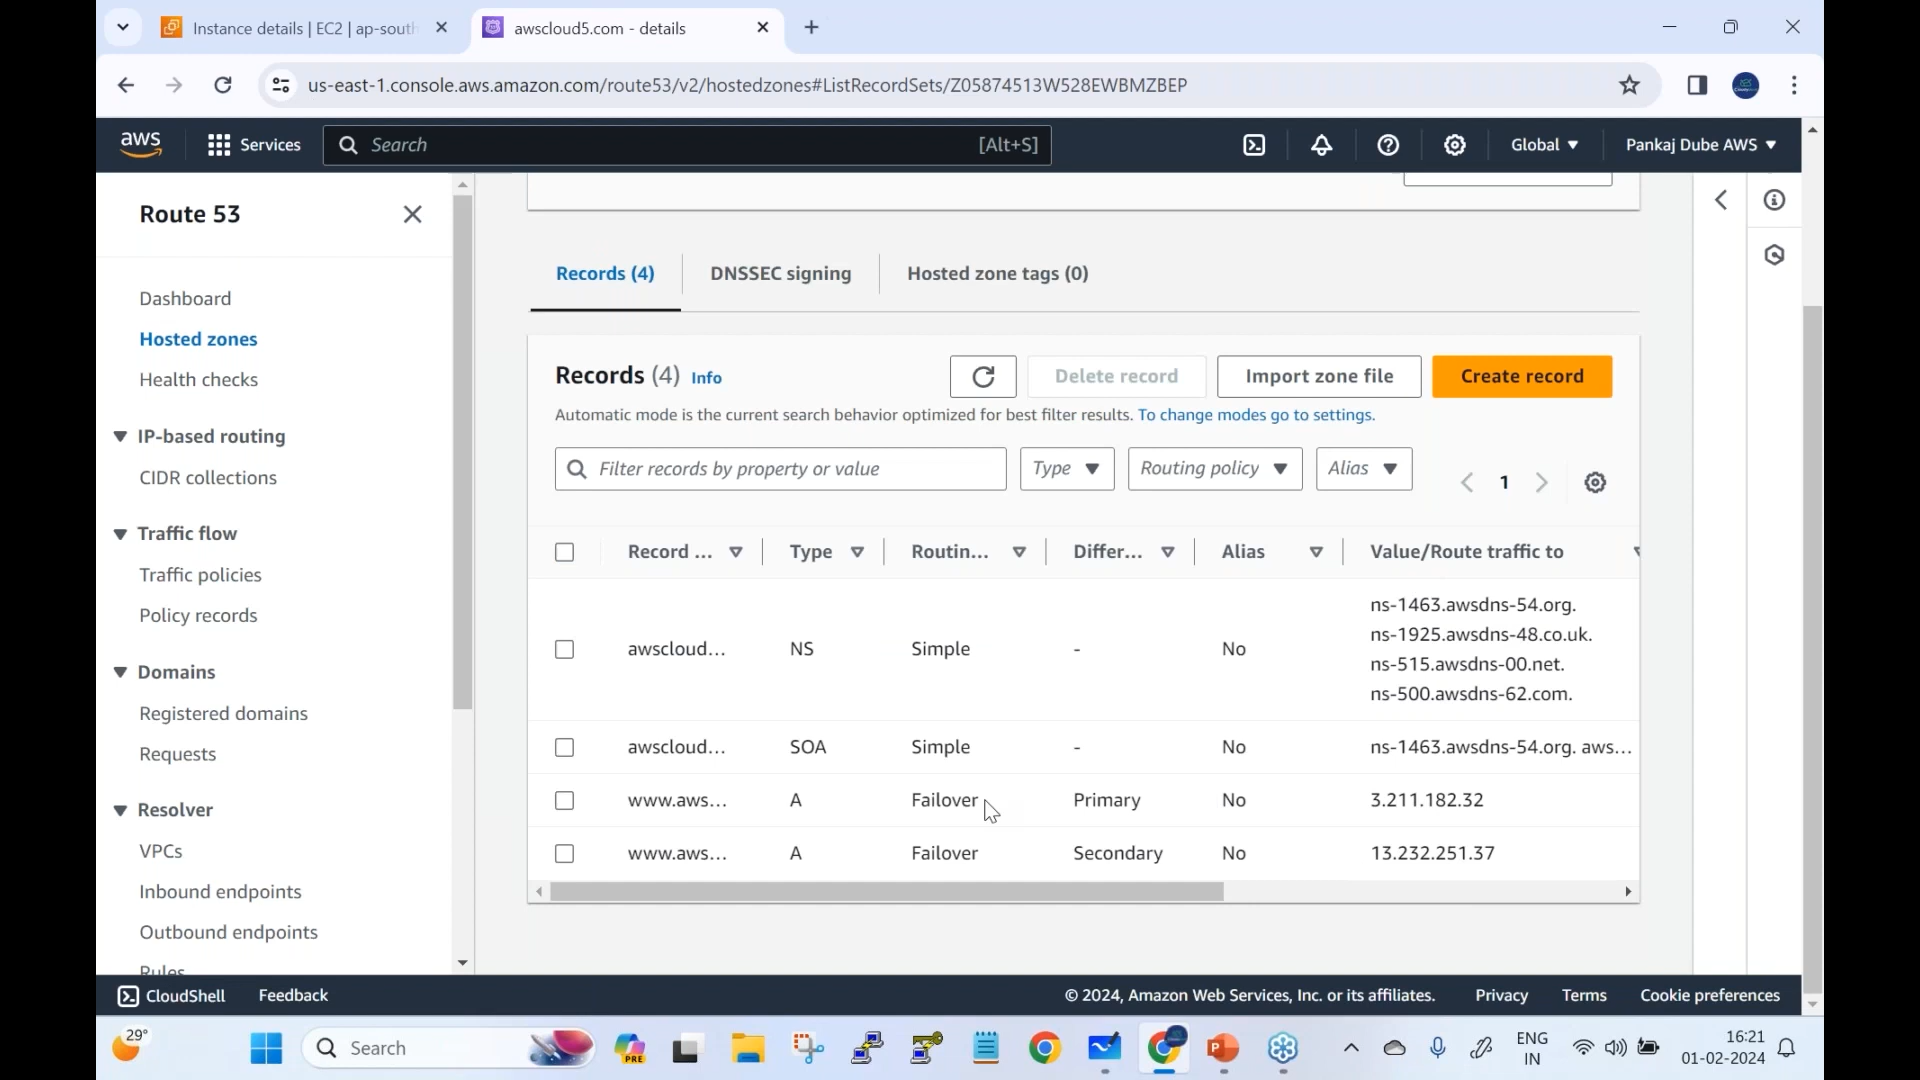 Instance details | EC2 | ap-south
awscloud5.com - details
us-east-1.console.aws.amazon.com/route53/v2/hostedzones#ListRecordSets/Z05874513W528EWBMZBEP
aws
Services
Search
[Alt+S]
Global
Pankaj Dube AWS
Route 53
Dashboard
Hosted zones
Health checks
IP-based routing
CIDR collections
Traffic flow
Traffic policies
Policy records
Domains
Registered domains
Requests
Resolver
VPCs
Inbound endpoints
Outbound endpoints
Rules
Records (4)
DNSSEC signing
Hosted zone tags (0)
Records (4) Info
Delete record
Import zone file
Create record
Automatic mode is the current search behavior optimized for best filter results. To change modes go to settings.
Filter records by property or value
Type
Routing policy
Alias
1
Record ... Type Routin... Differ... Alias Value/Route traffic to
awscloud... NS Simple - No
ns-1463.awsdns-54.org.
ns-1925.awsdns-48.co.uk.
ns-515.awsdns-00.net.
ns-500.awsdns-62.com.
awscloud... SOA Simple - No ns-1463.awsdns-54.org. aws...
www.aws... A Failover Primary No 3.211.182.32
www.aws... A Failover Secondary No 13.232.251.37
CloudShell
Feedback
© 2024, Amazon Web Services, Inc. or its affiliates.
Privacy
Terms
Cookie preferences
29°
Search
PRE
ENG
IN
16:21
01-02-2024